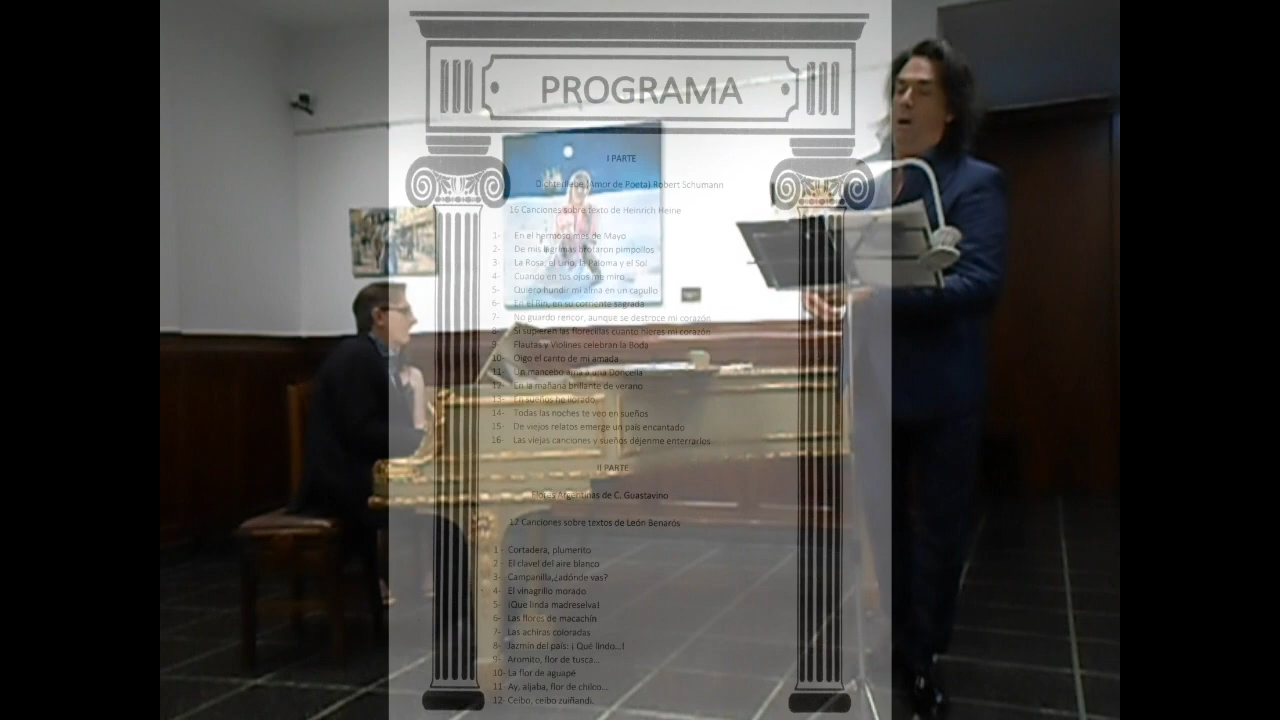 PROGRAMA
I PARTE
Dichterliebe (Amor de Poeta) Robert Schumann
16 Canciones sobre texto de Heinrich Heine
1- En el hermoso mes de Mayo
2- De mis lágrimas brotaron pimpollos
3- La Rosa, el Lirio, la Paloma y el Sol
4- Cuando en tus ojos me miro
5- Quiero hundir mi alma en un capullo
6- En el Rin, en su corriente sagrada
7- No guardo rencor, aunque se destroce mi corazón
8- Si supieran las florecillas cuanto hieres mi corazón
9- Flautas y Violines celebran la Boda
10- Oigo el canto de mi amada
11- Un mancebo ama a una Doncella
12- En la mañana brillante de verano
13- En sueños he llorado
14- Todas las noches te veo en sueños
15- De viejos relatos emerge un país encantado
16- Las viejas canciones y sueños déjenme enterrarlos
II PARTE
Flores Argentinas de C. Guastavino
12 Canciones sobre textos de León Benarós
1 - Cortadera, plumerito
2 - El clavel del aire blanco
3- Campanilla,¿adónde vas?
4- El vinagrillo morado
5- ¡Que linda madreselva!
6- Las flores de macachín
7- Las achiras coloradas
8- Jazmín del país: ¡ Qué lindo...!
9- Aromito, flor de tusca...
10- La flor de aguapé
11- Ay, aljaba, flor de chilco...
12- Ceibo, ceibo zuiñandí.